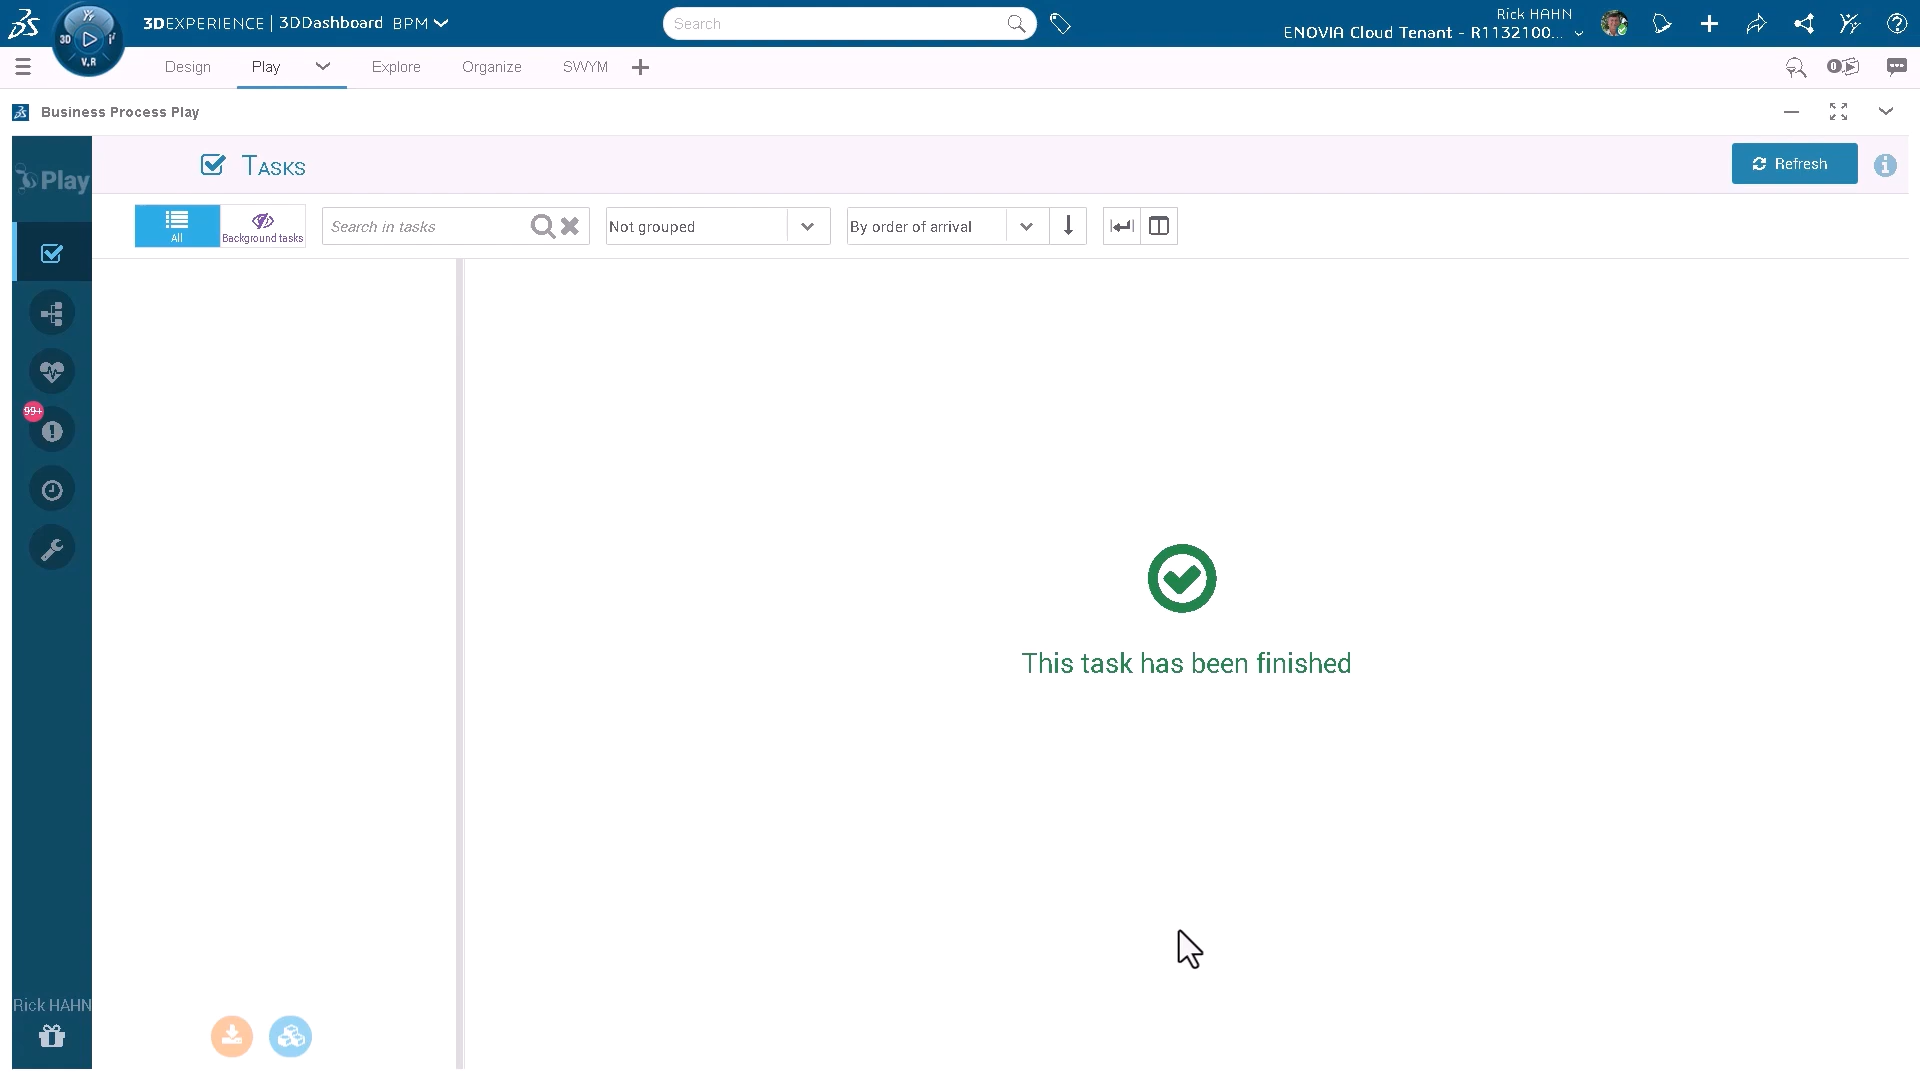 3DEXPERIENCE | 3DDashboard BPM
Search
Rick HAHN
ENOVIA Cloud Tenant - R1132100...
3D
V.R
Design
Play
Explore
Organize
SWYM
0
Business Process Play
Play
TASKS
Refresh
All
Background tasks
Search in tasks
Not grouped
By order of arrival
99+
This task has been finished
Rick HAHN